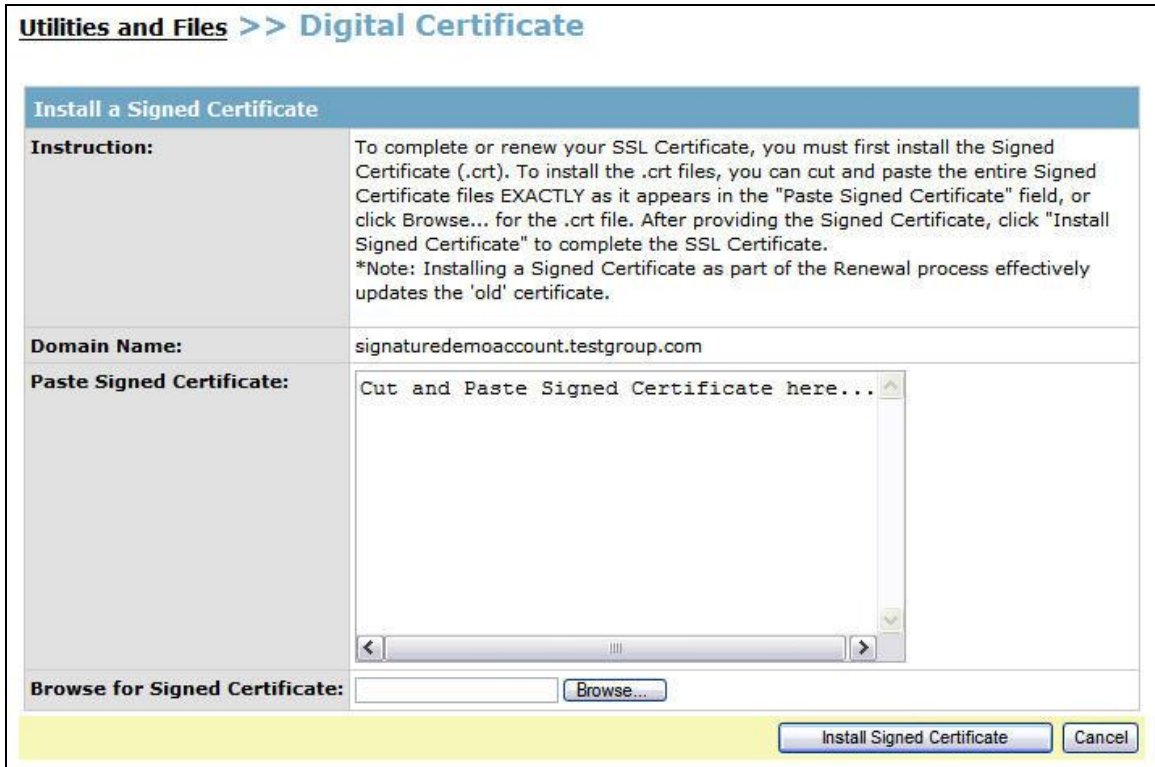 Utilities and Files >> Digital Certificate
Install a Signed Certificate
Instruction:
To complete or renew your SSL Certificate, you must first install the Signed
Certificate (.crt). To install the .crt files, you can cut and paste the entire Signed
Certificate files EXACTLY as it appears in the "Paste Signed Certificate" field, or
click Browse... for the .crt file. After providing the Signed Certificate, click "Install
Signed Certificate" to complete the SSL Certificate.
*Note: Installing a Signed Certificate as part of the Renewal process effectively
updates the 'old' certificate.
Domain Name:
signaturedemoaccount.testgroup.com
Paste Signed Certificate:
Cut and Paste Signed Certificate here...
Browse for Signed Certificate:
Browse...
Install Signed Certificate
Cancel